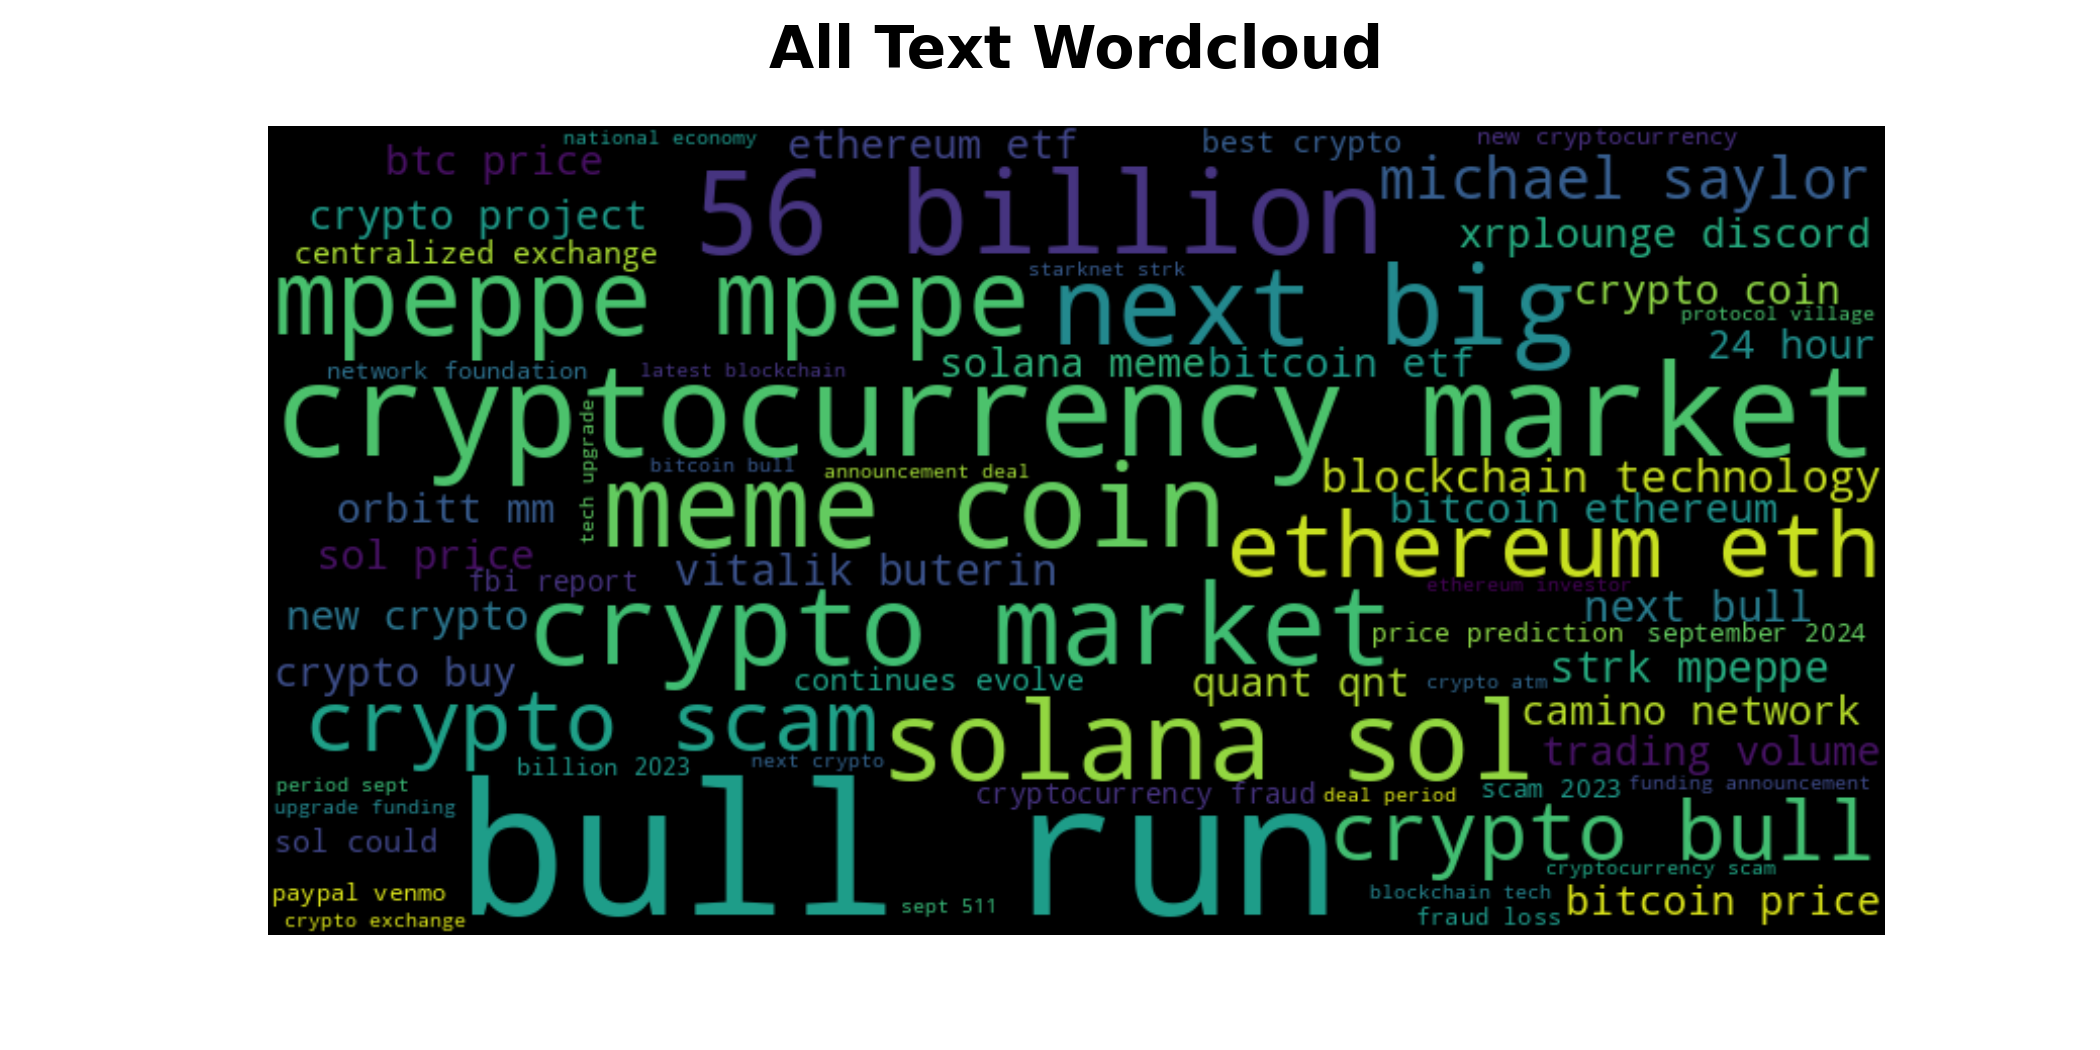 All Text Wordcloud
national economy
ethereum etf
best crypto
new cryptocurrency
btc price
56 billion
michael saylor
crypto project
xrplounge discord
centralized exchange
mpeppe mpepe
starknet strk
next big
crypto coin
protocol village
24 hour
network foundation
latest blockchain
solana meme
bitcoin etf
cryptocurrency market
tech upgrade
bitcoin bull
announcement deal
blockchain technology
orbitt mm
meme coin
bitcoin ethereum
ethereum eth
sol price
fbi report
vitalik buterin
ethereum investor
new crypto
crypto market
next bull
price prediction
september 2024
crypto buy
continues evolve
quant qnt
crypto atm
strk mpeppe
crypto scam
solana sol
camino network
trading volume
billion 2023
next crypto
period sept
upgrade funding
cryptocurrency fraud
deal period
scam 2023
funding announcement
sol could
bull run
crypto bull
cryptocurrency scam
paypal venmo
crypto exchange
sept 511
blockchain tech
fraud loss
bitcoin price